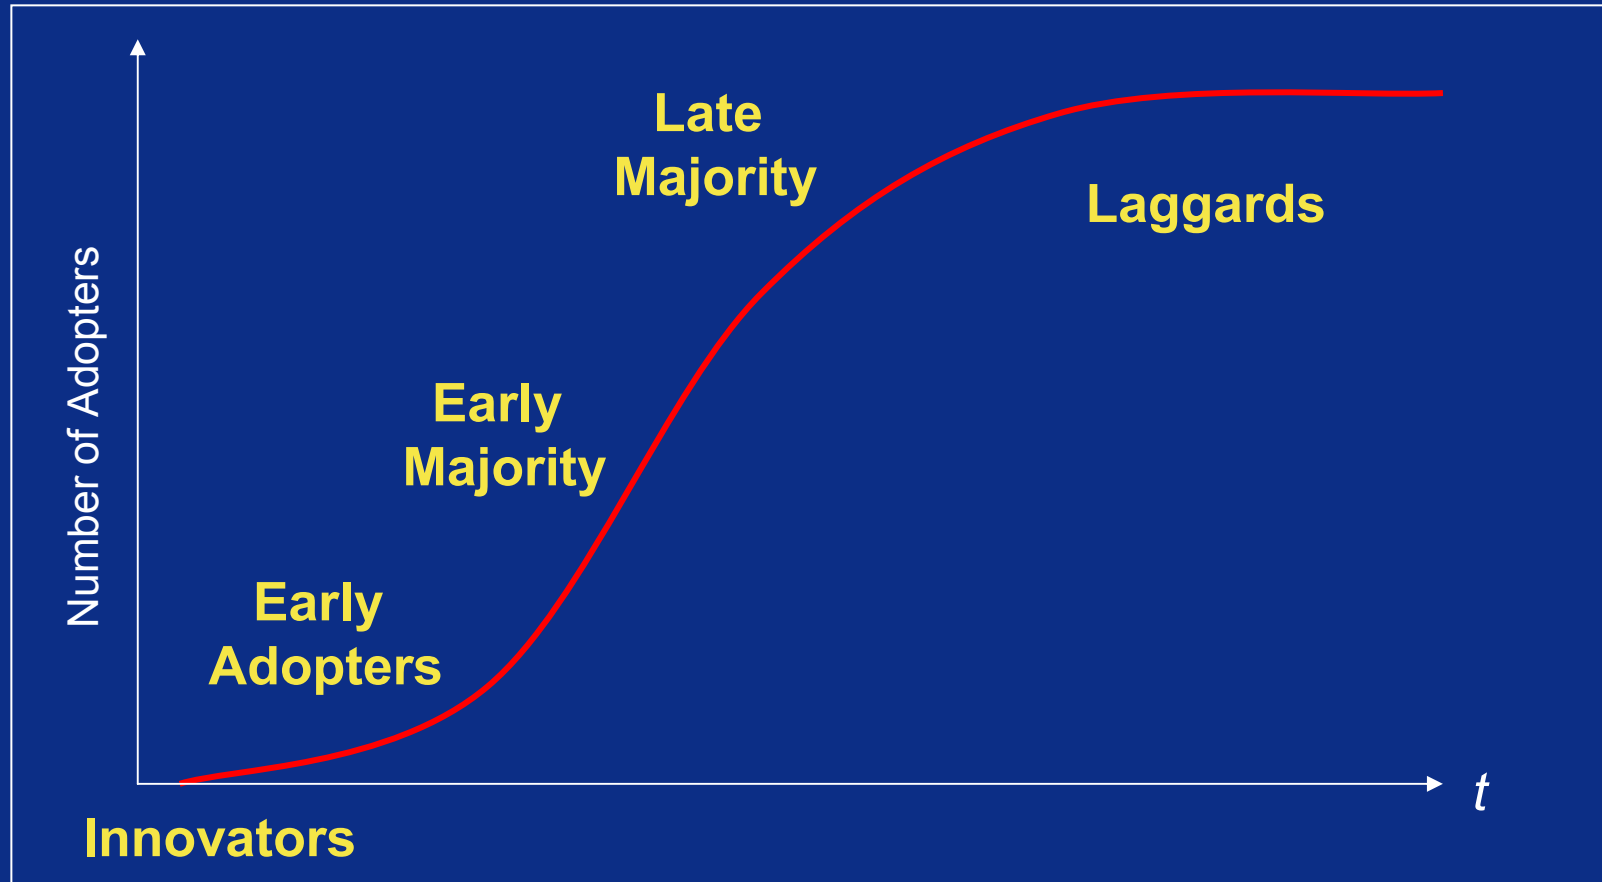 Late
Majority
Laggards
Number of Adopters
Early
Majority
Early
Adopters
t
Innovators